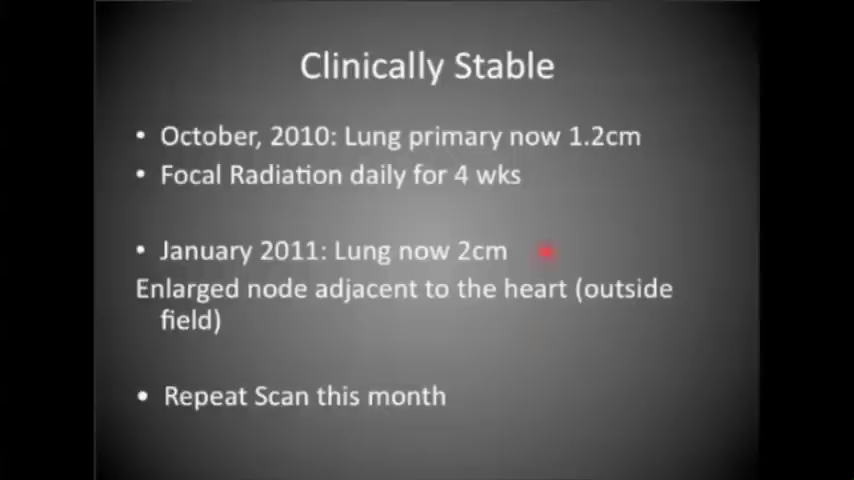 Clinically Stable
• October, 2010: Lung primary now 1.2cm
• Focal Radiation daily for 4 wks
• January 2011: Lung now 2cm
Enlarged node adjacent to the heart (outside
field)
• Repeat Scan this month